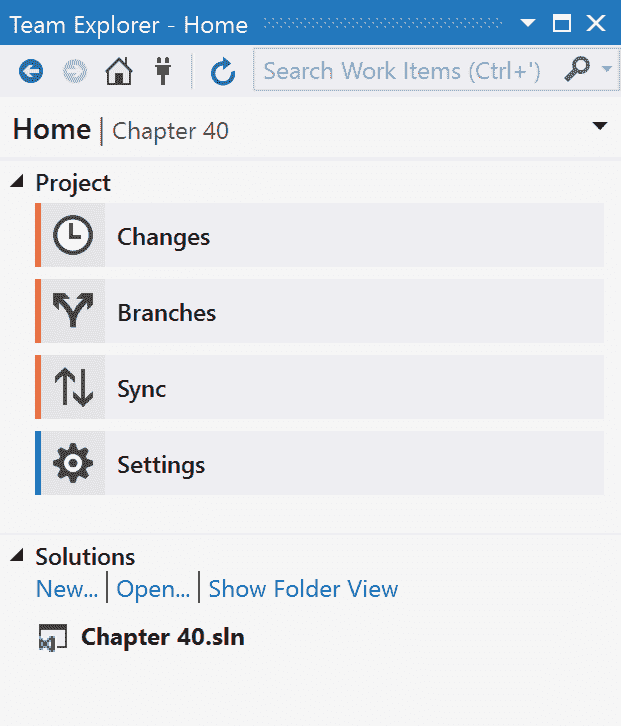 Team Explorer - Home
Search Work Items (Ctrl+')
Home | Chapter 40
Project
Changes
Branches
Sync
Settings
Solutions
New... | Open... | Show Folder View
Chapter 40.sln